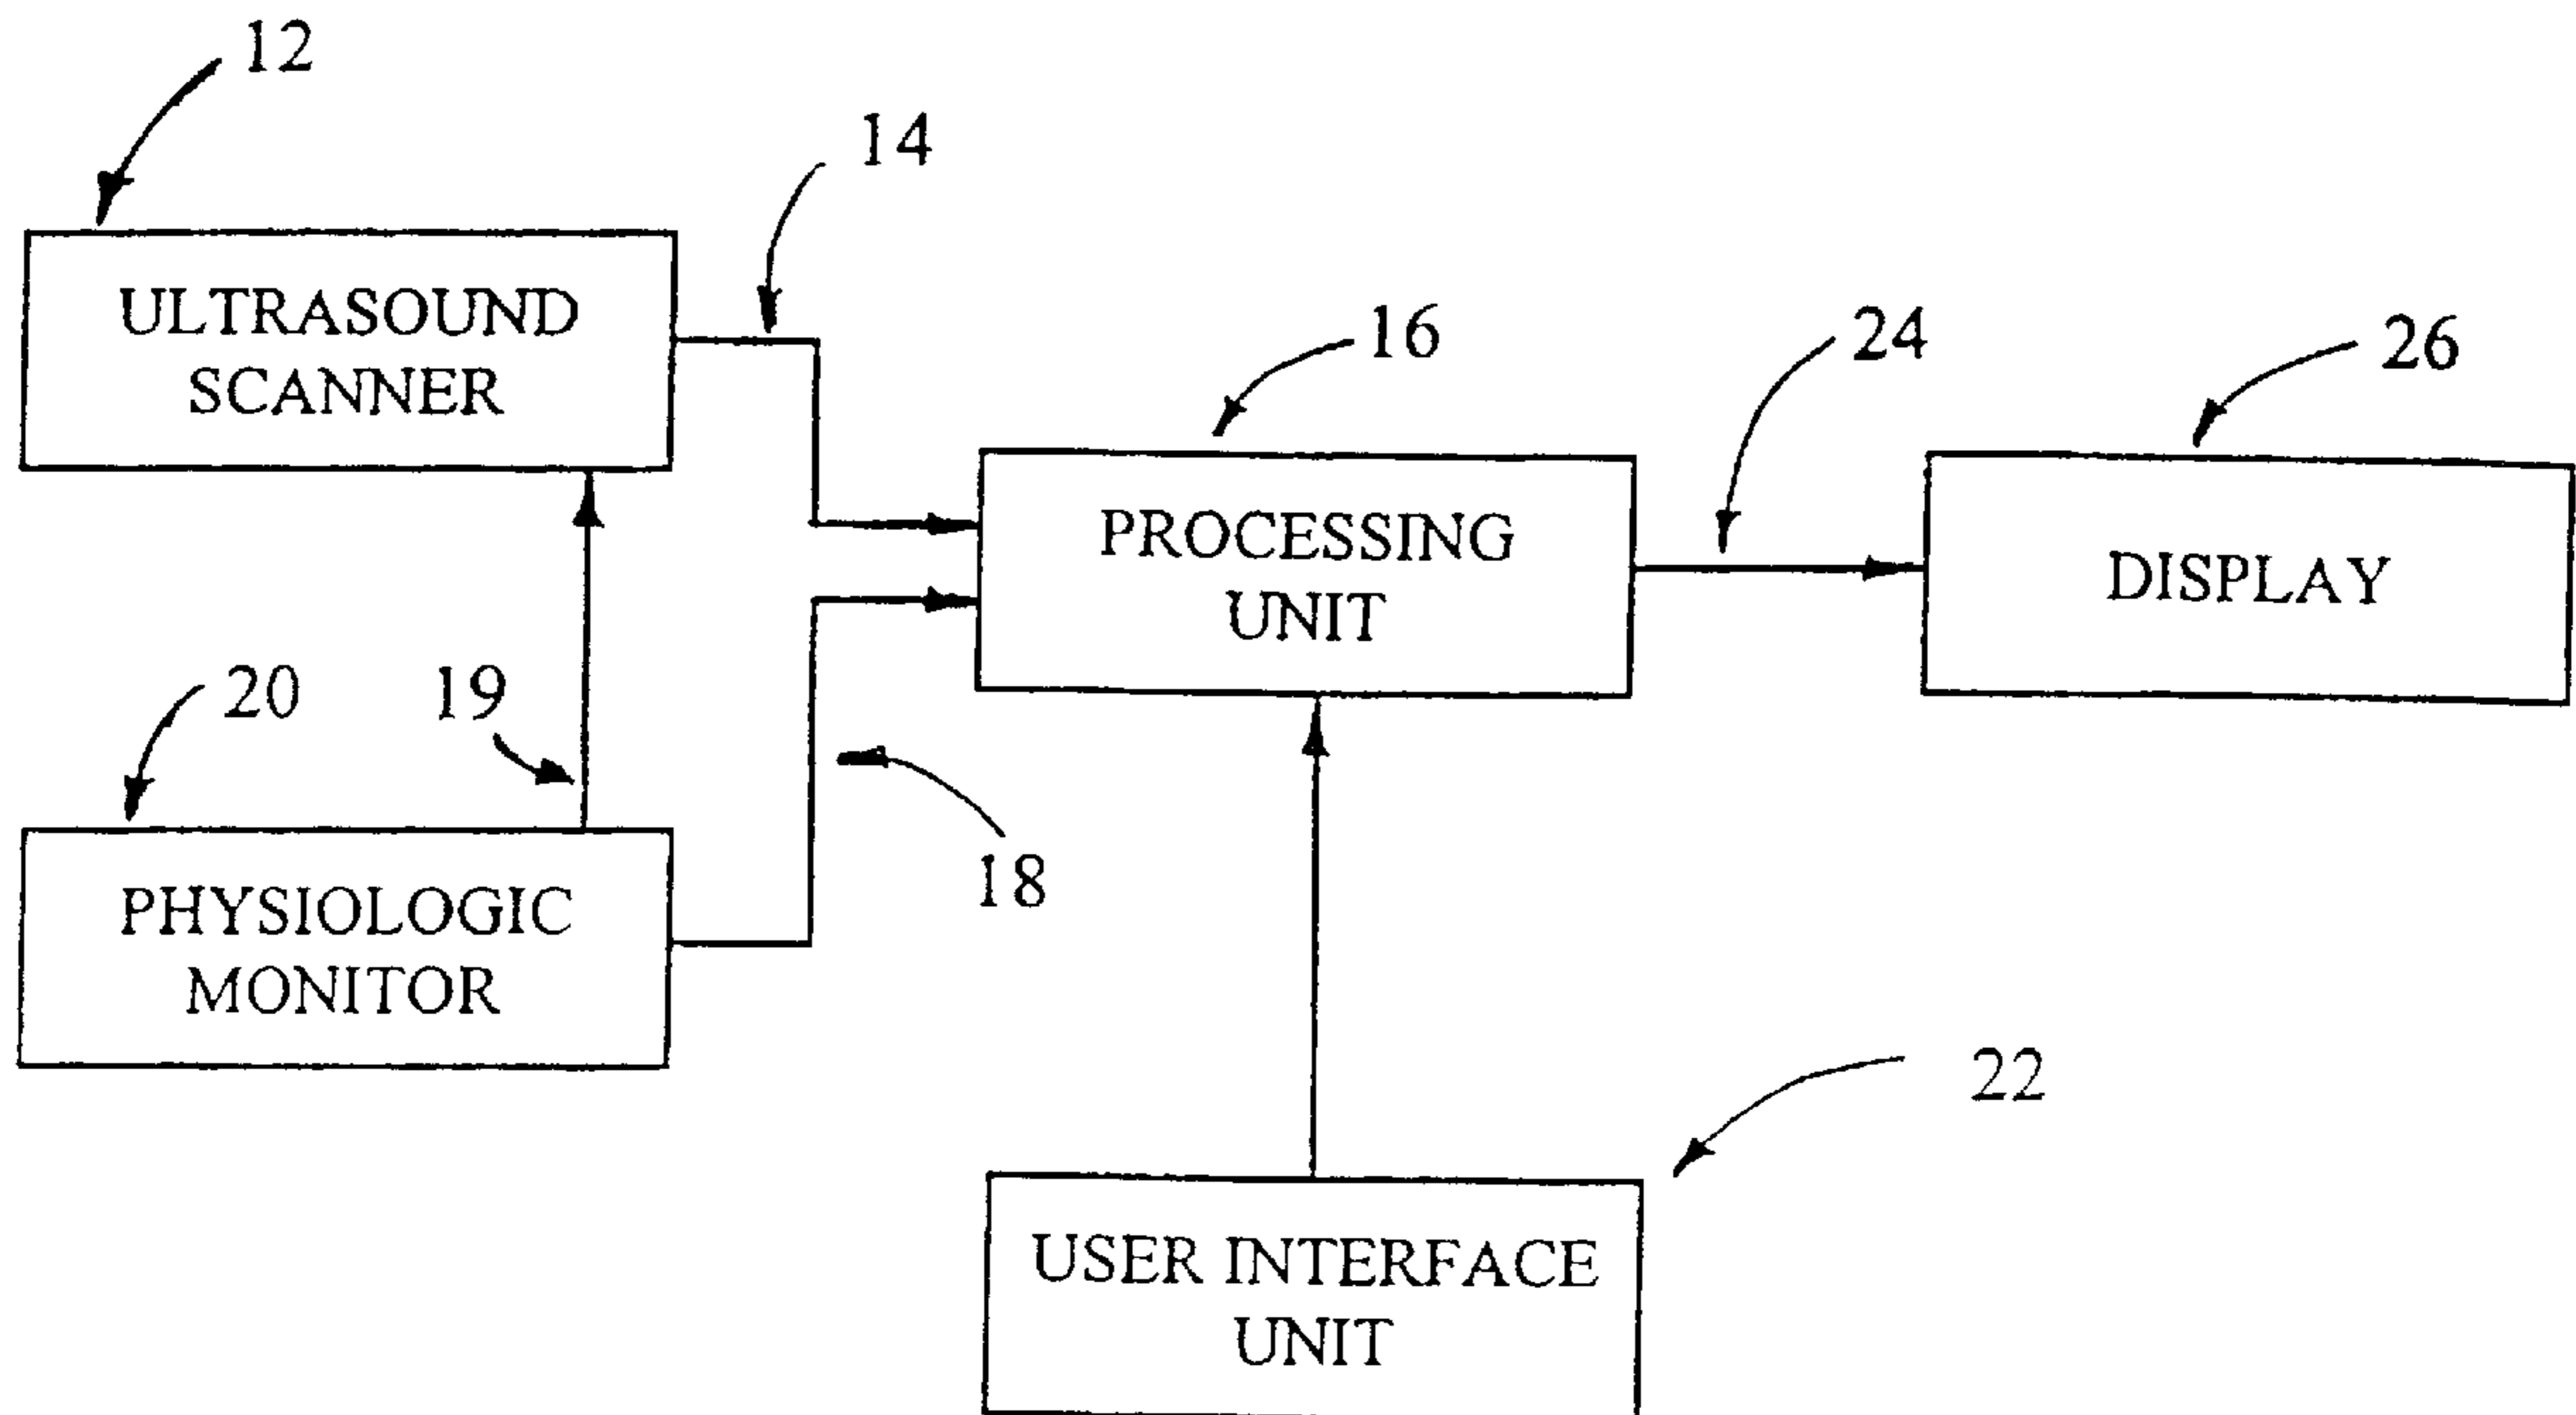 12
14
ULTRASOUND
SCANNER
16
24
26
PROCESSING
UNIT
DISPLAY
20
19
18
PHYSIOLOGIC
MONITOR
22
USER INTERFACE
UNIT